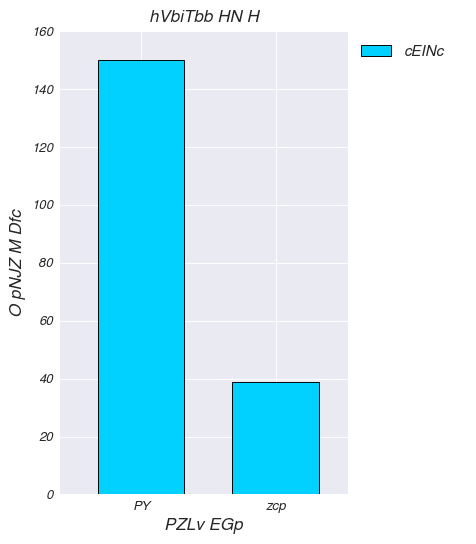 hVbiTbb HN H
cEINc
O pNJZ M Dfc
160
140
120
100
80
60
40
20
0
PY
zcp
PZLv EGp